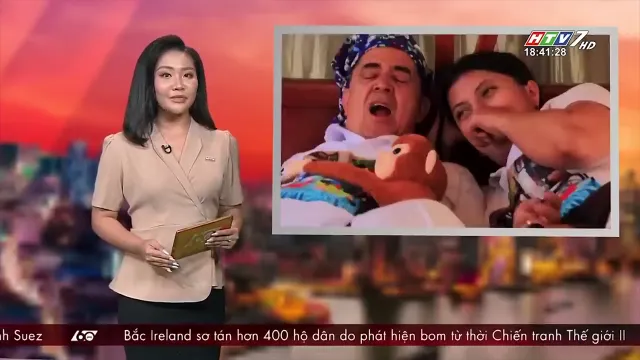 HTV7 HD
18:41:28
nh Suez 60 Bắc Ireland sơ tán hơn 400 hộ dân do phát hiện bom từ thời Chiến tranh Thế giới II